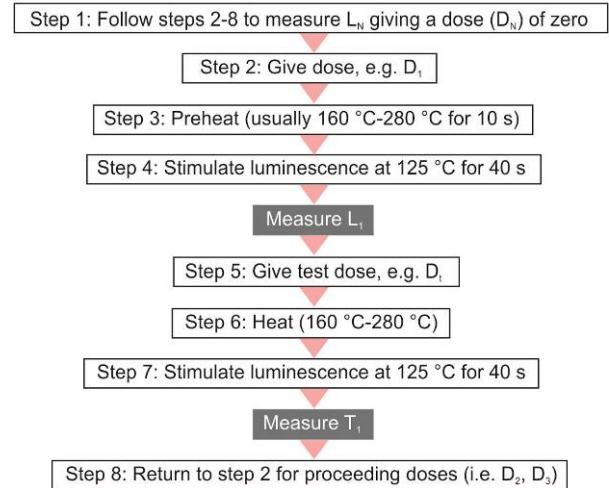 Step 1: Follow steps 2-8 to measure Lₙ giving a dose (Dₙ) of zero
Step 2: Give dose, e.g. D₁
Step 3: Preheat (usually 160 °C-280 °C for 10 s)
Step 4: Stimulate luminescence at 125 °C for 40 s
Measure L₁
Step 5: Give test dose, e.g. Dₜ
Step 6: Heat (160 °C-280 °C)
Step 7: Stimulate luminescence at 125 °C for 40 s
Measure T₁
Step 8: Return to step 2 for proceeding doses (i.e. D₂, D₃)